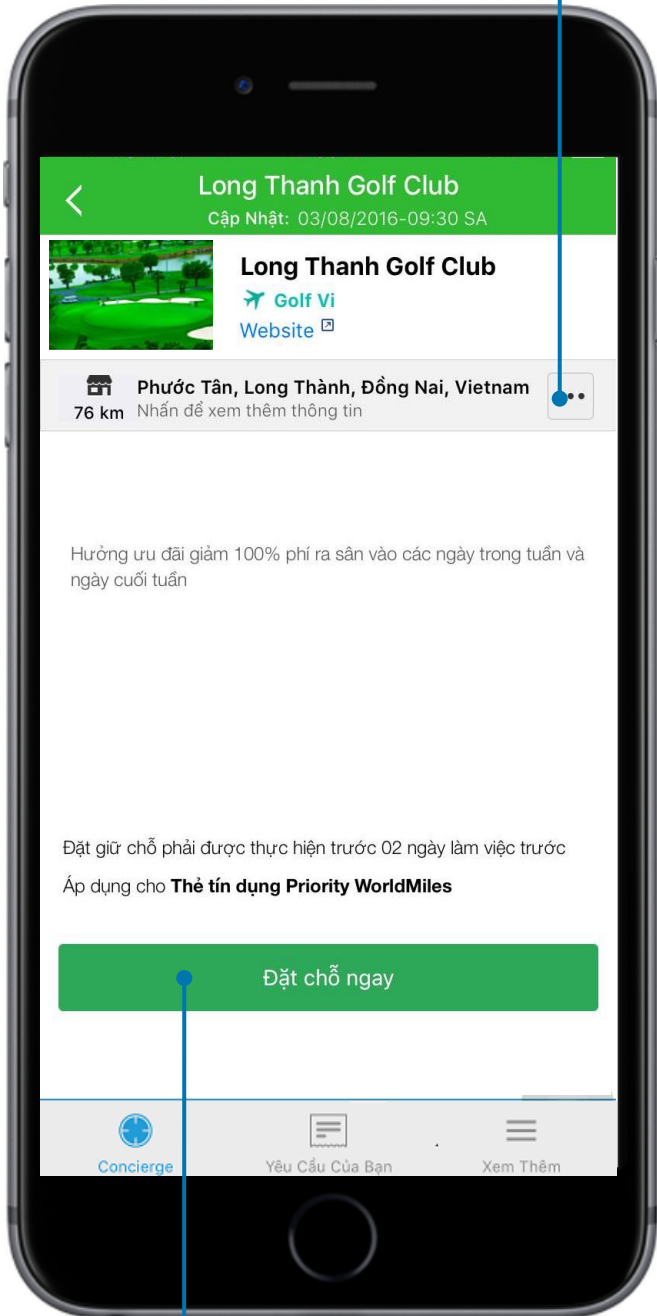 Long Thanh Golf Club
Cập Nhật: 03/08/2016-09:30 SA
Long Thanh Golf Club
Golf Vi
Website
Phước Tân, Long Thành, Đồng Nai, Vietnam
76 km Nhấn để xem thêm thông tin
Hưởng ưu đãi giảm 100% phí ra sân vào các ngày trong tuần và
ngày cuối tuần
Đặt giữ chỗ phải được thực hiện trước 02 ngày làm việc trước
Áp dụng cho Thẻ tín dụng Priority WorldMiles
Đặt chỗ ngay
Concierge Yêu Cầu Của Bạn Xem Thêm